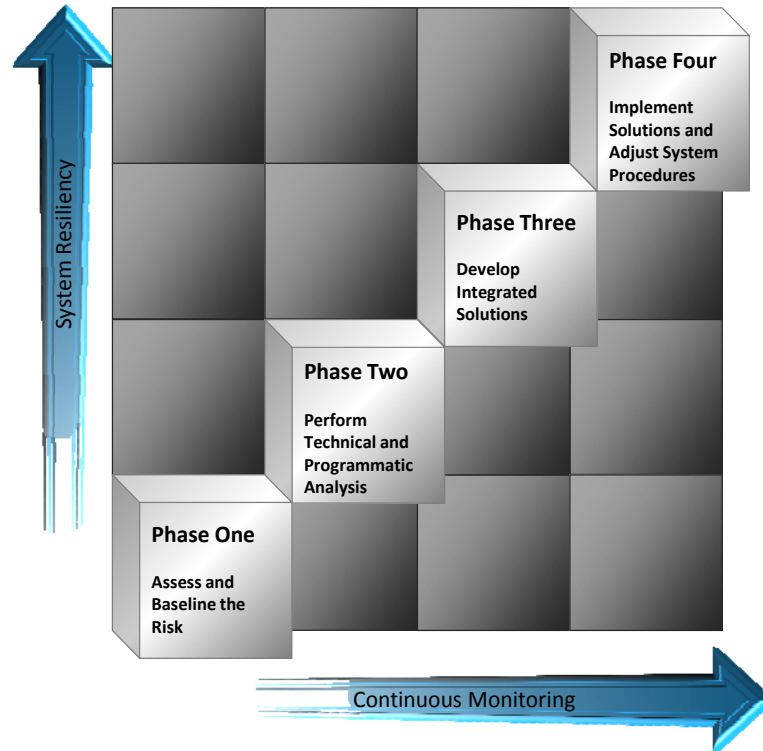 Phase Four
Implement
Solutions and
Adjust System
Procedures
Phase Three
Develop
Integrated
Solutions
Phase Two
Perform
Technical and
Programmatic
Analysis
Phase One
Assess and
Baseline the
Risk
System Resiliency
Continuous Monitoring